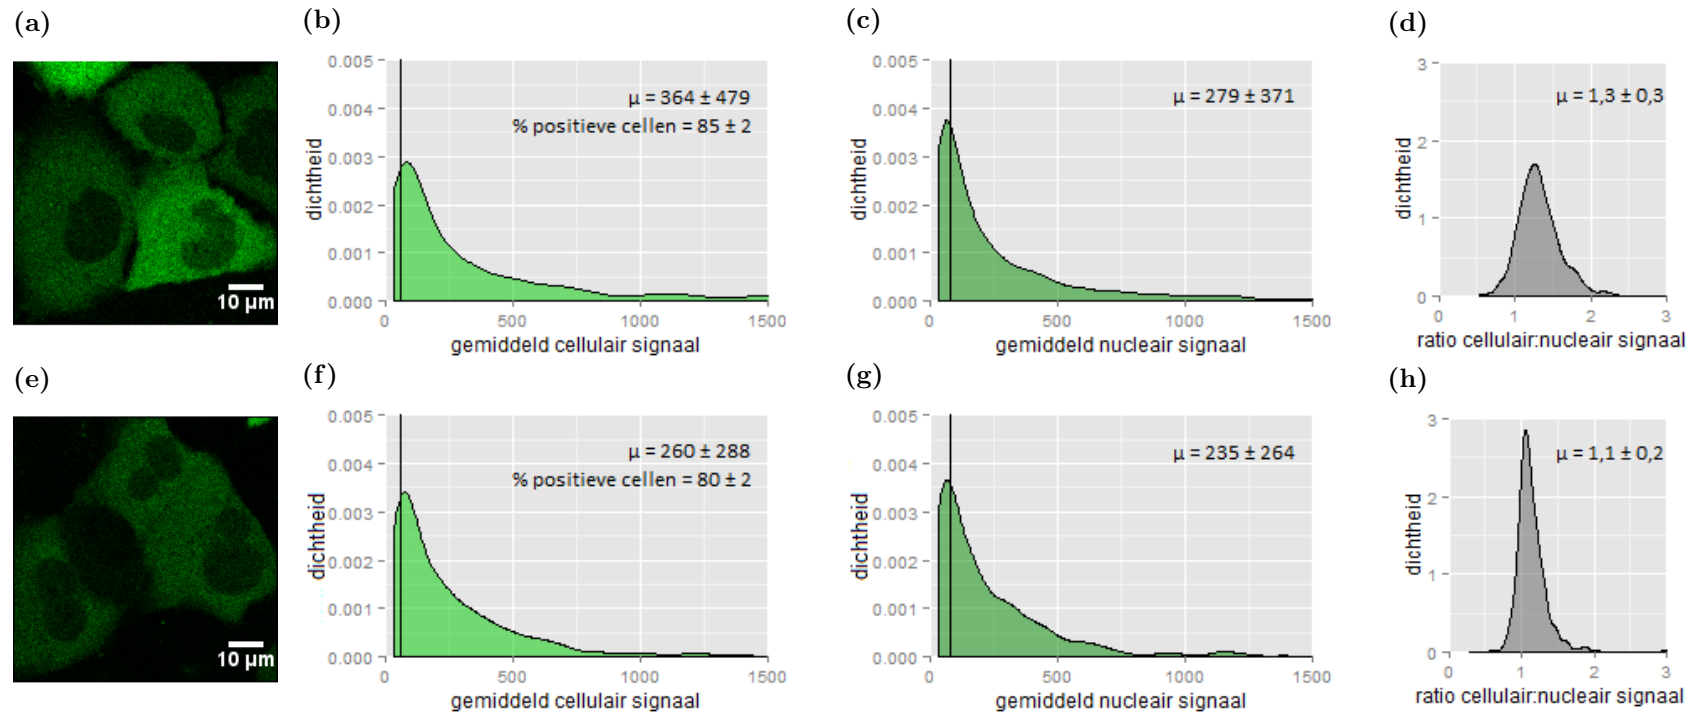 (a)
10 µm
(b)
0.005
0.004
0.003
0.002
0.001
0.000
dichtheid
µ = 364 ± 479
% positieve cellen = 85 ± 2
0
500
1000
1500
gemiddeld cellulair signaal
(c)
0.005
0.004
0.003
0.002
0.001
0.000
dichtheid
µ = 279 ± 371
0
500
1000
1500
gemiddeld nucleair signaal
(d)
3
2
1
0
dichtheid
µ = 1,3 ± 0,3
0
1
2
3
ratio cellulair:nucleair signaal
(e)
10 µm
(f)
0.005
0.004
0.003
0.002
0.001
0.000
dichtheid
µ = 260 ± 288
% positieve cellen = 80 ± 2
0
500
1000
1500
gemiddeld cellulair signaal
(g)
0.005
0.004
0.003
0.002
0.001
0.000
dichtheid
µ = 235 ± 264
0
500
1000
1500
gemiddeld nucleair signaal
(h)
3
2
1
0
dichtheid
µ = 1,1 ± 0,2
0
1
2
3
ratio cellulair:nucleair signaal